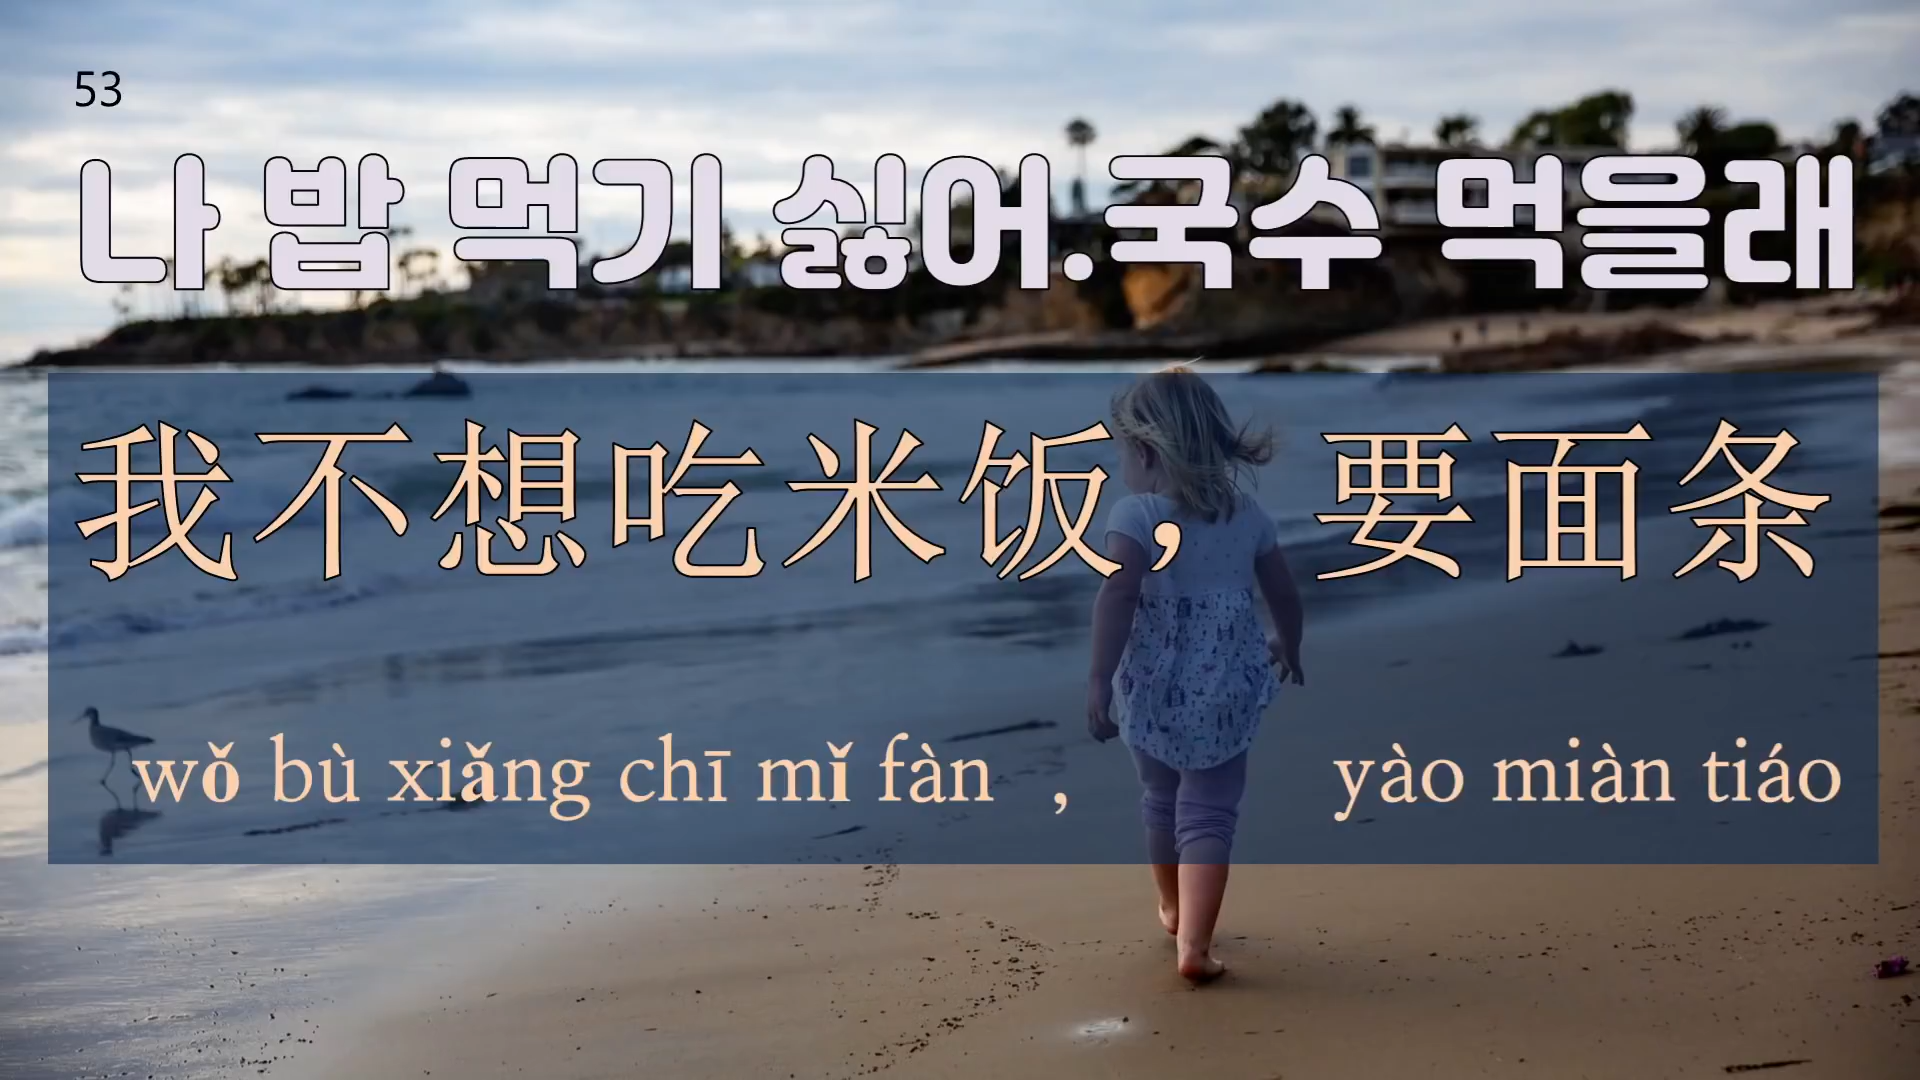 53
나 밥 먹기 싫어.국수 먹을래
我不想吃米饭，要面条
wǒ bù xiǎng chī mǐ fàn , yào miàn tiáo